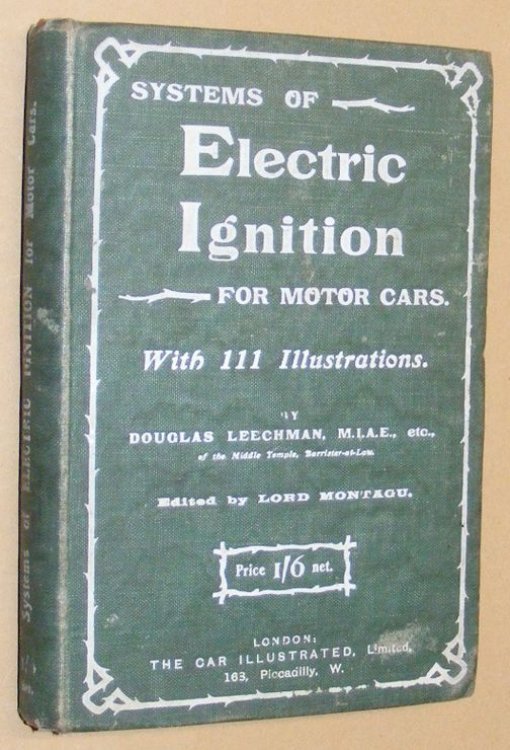 SYSTEMS OF
Electric
Ignition
FOR MOTOR CARS.
With 111 Illustrations.
BY
DOUGLAS LEECHMAN, M.I.A.E., etc.,
of the Middle Temple, Barrister-at-Law.
Edited by LORD MONTAGU.
Price 1/6 net.
LONDON:
THE CAR ILLUSTRATED, Limited,
163, Piccadilly, W.
Systems of ELECTRIC IGNITION for Motor Cars.